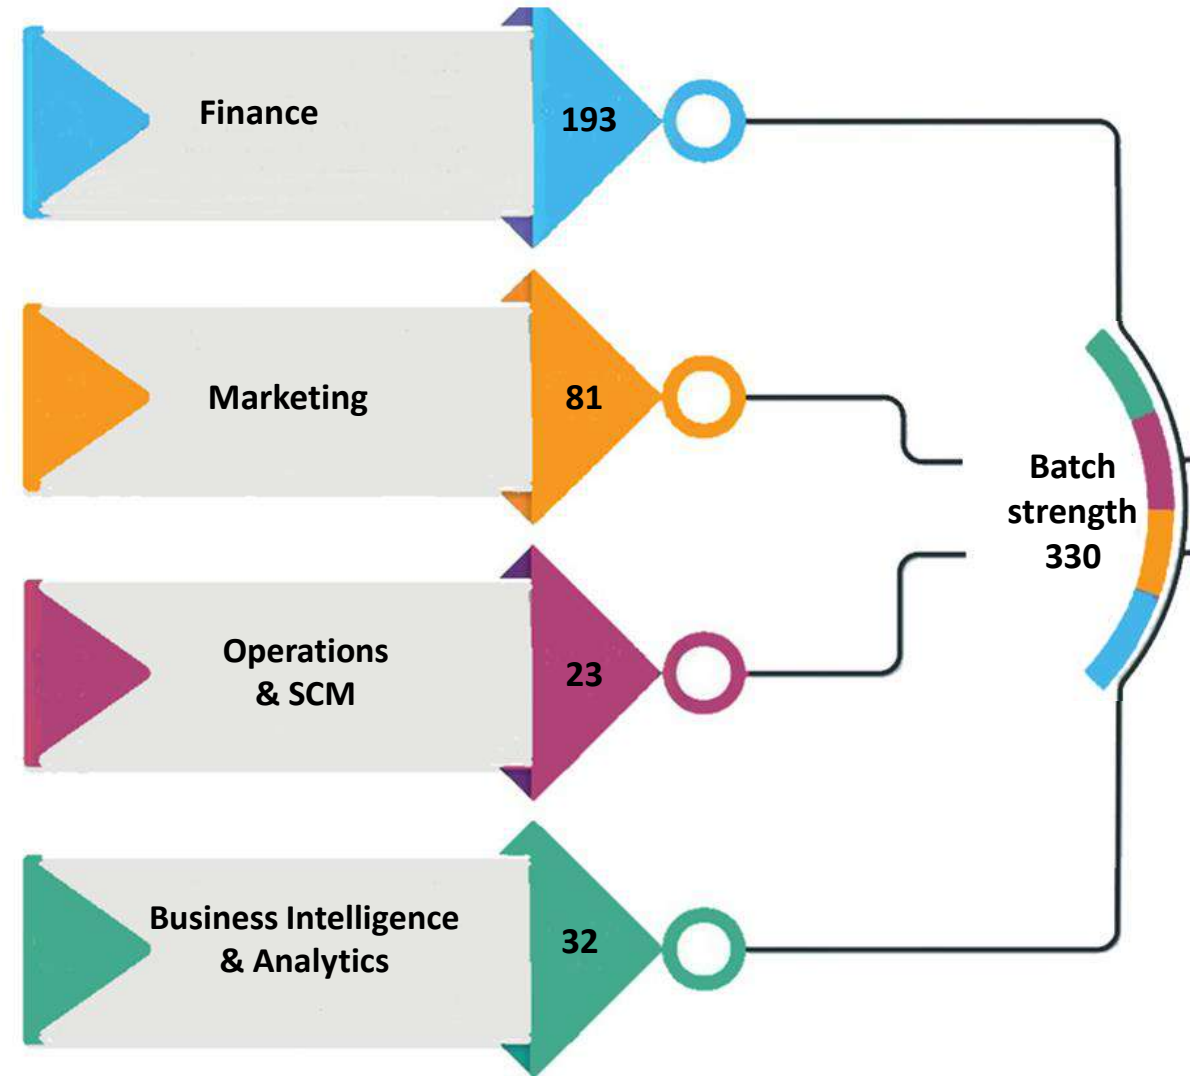 Finance
193
Marketing
81
Operations
& SCM
23
Business Intelligence
& Analytics
32
Batch
strength
330